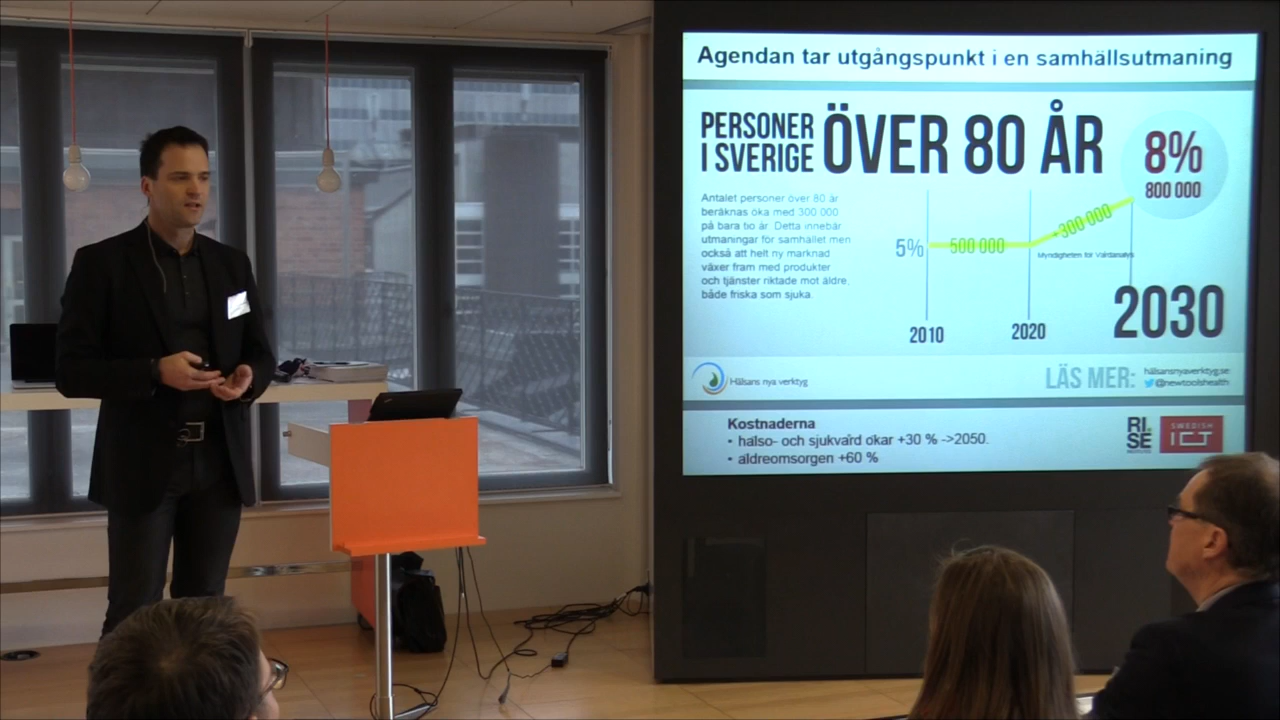 Agendan tar utgångspunkt i en samhällsutmaning
PERSONER
I SVERIGE
ÖVER 80 ÅR
8%
800 000
Antalet personer över 80 år
beräknas öka med 300 000
på bara tio år. Detta innebär
utmaningar för samhället men
också att helt ny marknad
växer fram med produkter
och tjänster riktade mot äldre,
både friska som sjuka.
5%
500 000
+300 000
Myndigheten för Vårdanalys
2010
2020
2030
Hälsans nya verktyg
LÄS MER:
hälsansnyaverktyg.se
@newtoolshealth
Kostnaderna
• hälso- och sjukvård ökar +30 % ->2050.
• äldreomsorgen +60 %
RI.
SE
SWEDISH
ICT